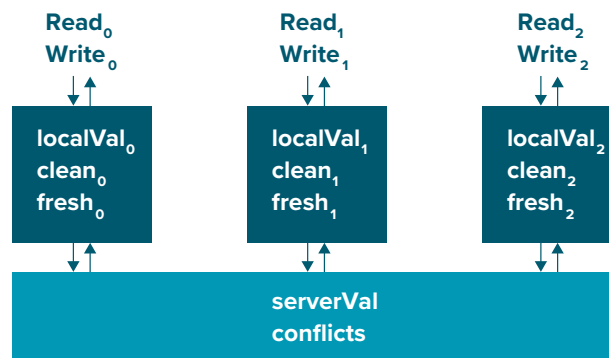 Read₀ Read₁ Read₂
Write₀ Write₁ Write₂
localVal₀ localVal₁ localVal₂
clean₀ clean₁ clean₂
fresh₀ fresh₁ fresh₂
serverVal
conflicts